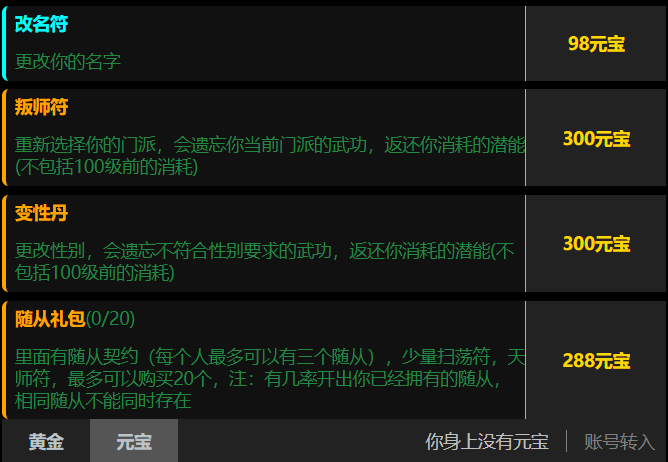 改名符
更改你的名字
98元宝
叛师符
重新选择你的门派，会遗忘你当前门派的武功，返还你消耗的潜能
(不包括100级前的消耗)
300元宝
变性丹
更改性别，会遗忘不符合性别要求的武功，返还你消耗的潜能(不
包括100级前的消耗)
300元宝
随从礼包(0/20)
里面有随从契约（每个人最多可以有三个随从），少量扫荡符，天
师符，最多可以购买20个，注：有几率开出你已经拥有的随从，
相同随从不能同时存在
288元宝
黄金 元宝 你身上没有元宝 账号转入